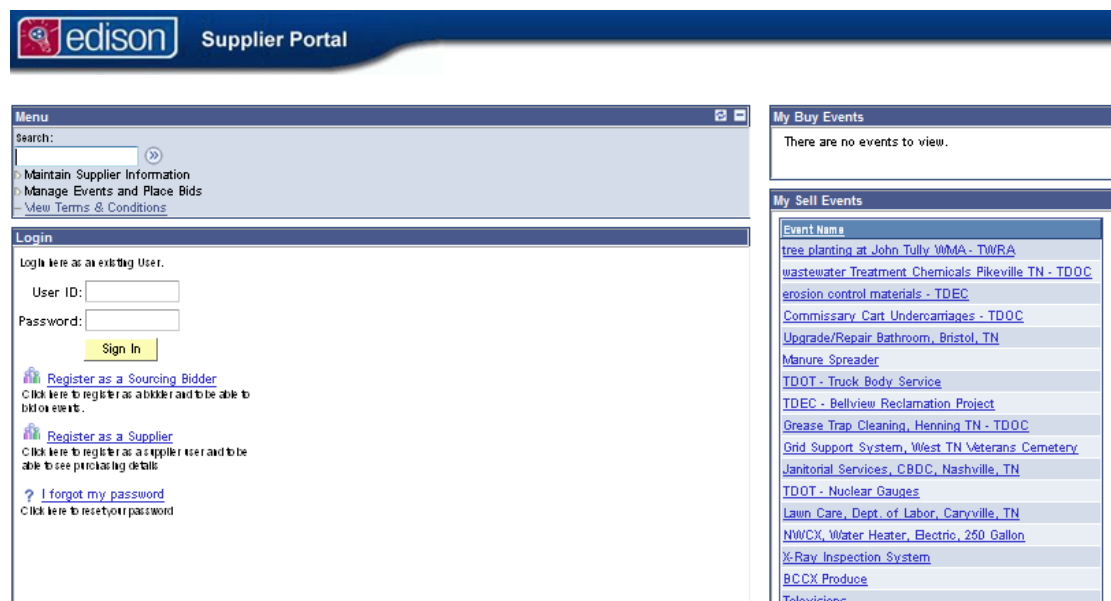 edison Supplier Portal
Menu
Search:
Maintain Supplier Information
Manage Events and Place Bids
View Terms & Conditions
Login
Login here as an existing User.
User ID:
Password:
Sign In
Register as a Sourcing Bidder
Click here to register as a bidder and to be able to
bid on events.
Register as a Supplier
Click here to register as a supplier user and to be
able to see purchasing details
? I forgot my password
Click here to reset your password
My Buy Events
There are no events to view.
My Sell Events
Event Name
tree planting at John Tully WMA - TWRA
wastewater Treatment Chemicals Pikeville TN - TDOC
erosion control materials - TDEC
Commissary Cart Undercarriages - TDOC
Upgrade/Repair Bathroom, Bristol, TN
Manure Spreader
TDOT - Truck Body Service
TDEC - Bellview Reclamation Project
Grease Trap Cleaning, Henning TN - TDOC
Grid Support System, West TN Veterans Cemetery
Janitorial Services, CBDC, Nashville, TN
TDOT - Nuclear Gauges
Lawn Care, Dept. of Labor, Caryville, TN
NWCX, Water Heater, Electric, 250 Gallon
X-Ray Inspection System
BCCX Produce
Televisions